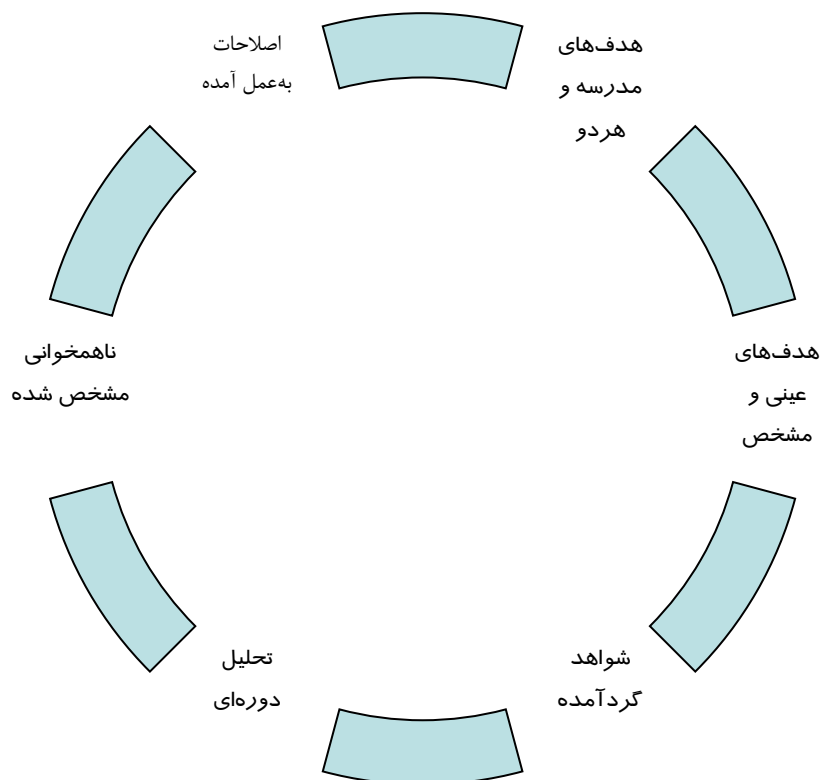 هدف‌های
مدرسه و
هردو
هدف‌های
عینی و
مشخص
شواهد
گردآمده
تحلیل
دوره‌ای
ناهمخوانی
مشخص شده
اصلاحات
به‌عمل آمده